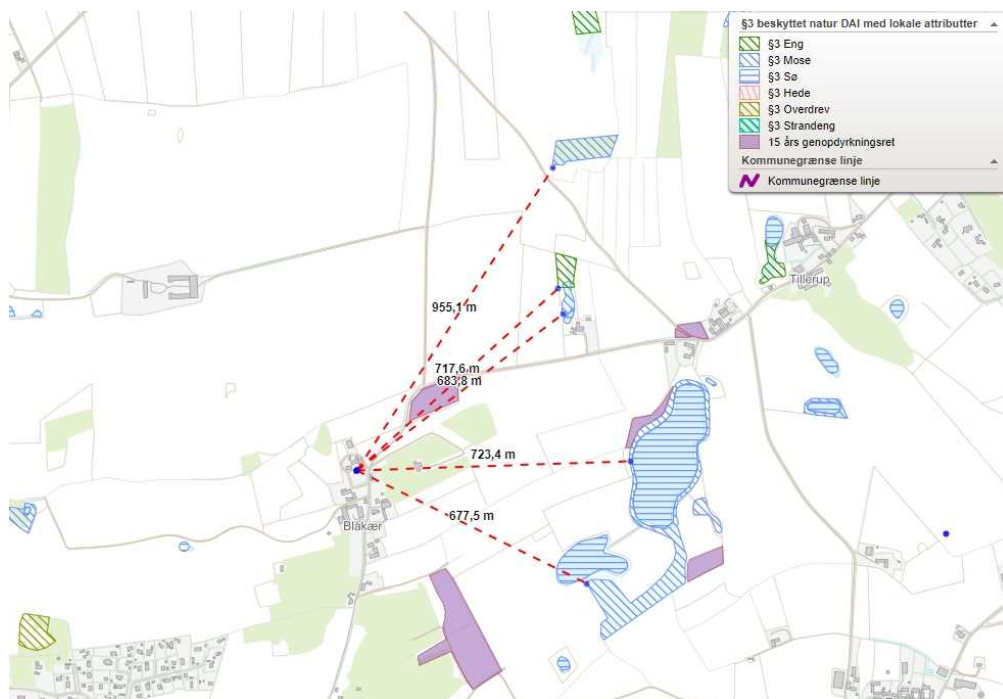 §3 beskyttet natur DAI med lokale attributter
§3 Eng
§3 Mose
§3 Sø
§3 Hede
§3 Overdrev
§3 Strandeng
15 års genopdyrkningsret
Kommunegrænse linje
Kommunegrænse linje
Tillerup
955,1 m
717,6 m
683,8 m
723,4 m
677,5 m
Blåkær